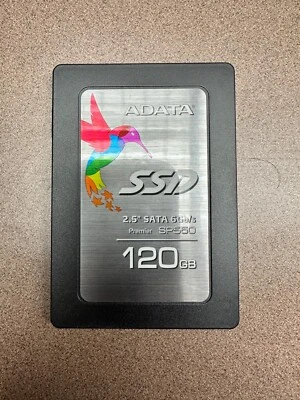 ADATA
SSD
2.5" SATA 6Gb/s
Premier SP550
120GB